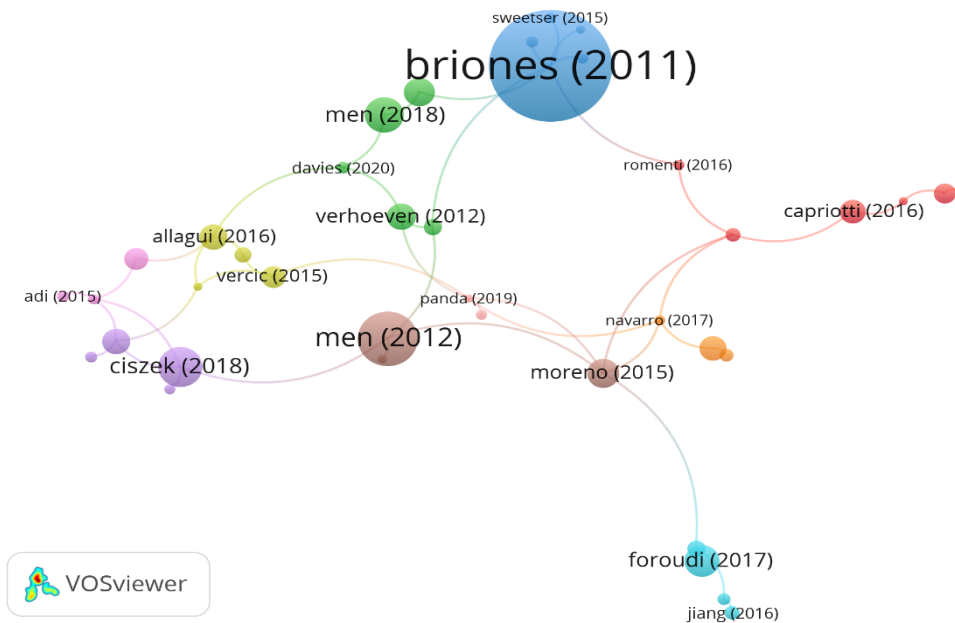 sweetser (2015)
briones (2011)
men (2018)
davies (2020)
romenti (2016)
verhoeven (2012)
capriotti (2016)
allagui (2016)
vercic (2015)
adi (2015)
panda (2019)
navarro (2017)
men (2012)
ciszek (2018)
moreno (2015)
foroudi (2017)
VOSviewer
jiang (2016)